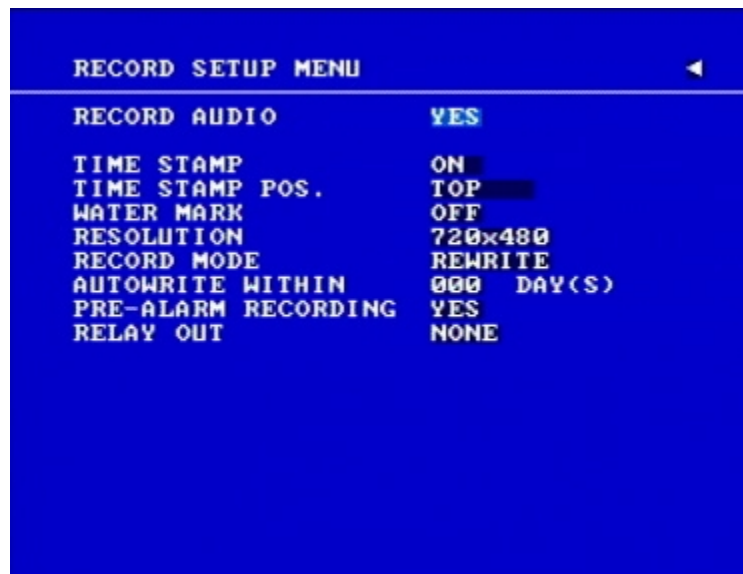 RECORD SETUP MENU
RECORD AUDIO YES
TIME STAMP ON
TIME STAMP POS. TOP
WATER MARK OFF
RESOLUTION 720x480
RECORD MODE REWRITE
AUTOWRITE WITHIN 000 DAY(S)
PRE-ALARM RECORDING YES
RELAY OUT NONE